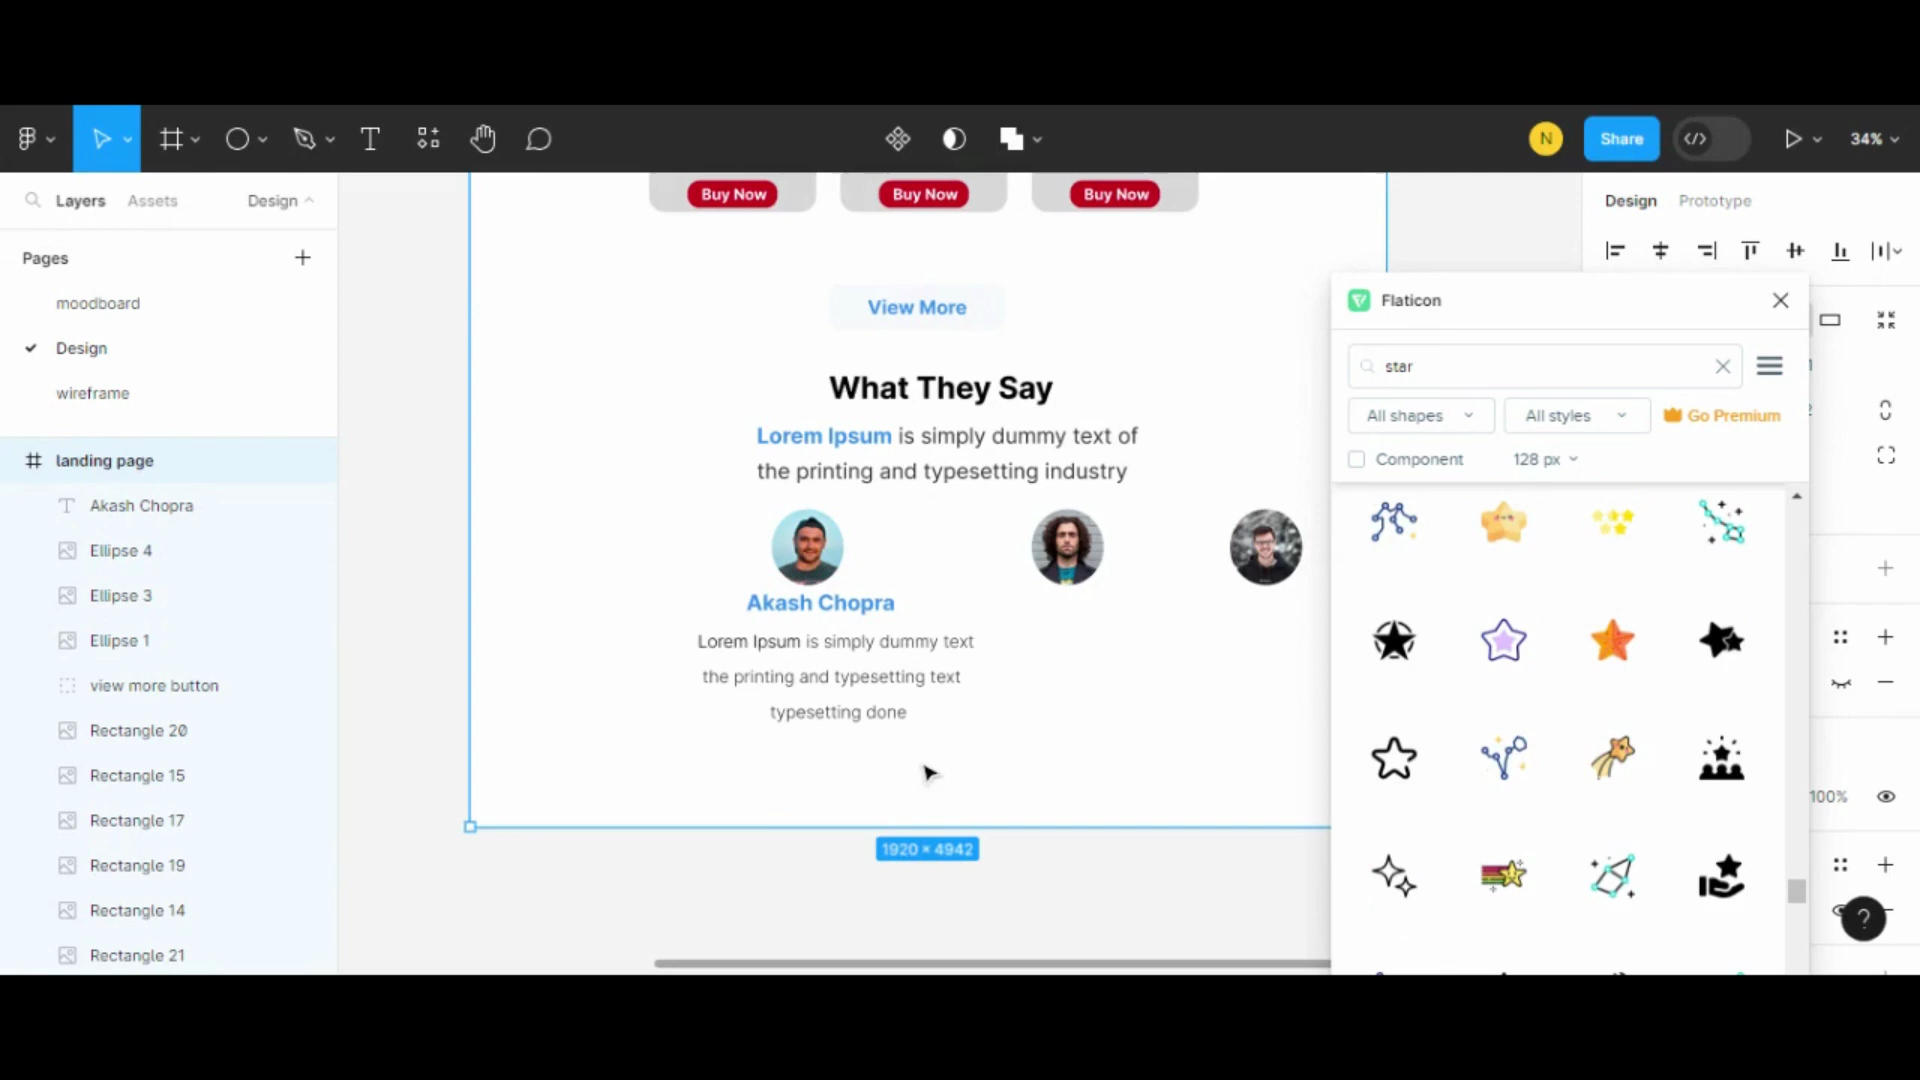 N
Share
34%
Layers
Assets
Design
Pages
moodboard
Design
wireframe
landing page
Akash Chopra
Ellipse 4
Ellipse 3
Ellipse 1
view more button
Rectangle 20
Rectangle 15
Rectangle 17
Rectangle 19
Rectangle 14
Rectangle 21
Buy Now
Buy Now
Buy Now
View More
What They Say
Lorem Ipsum is simply dummy text of
the printing and typesetting industry
Akash Chopra
Lorem Ipsum is simply dummy text
the printing and typesetting text
typesetting done
1920 × 4942
Design
Prototype
Flaticon
star
All shapes
All styles
Go Premium
Component
128 px
100%
?